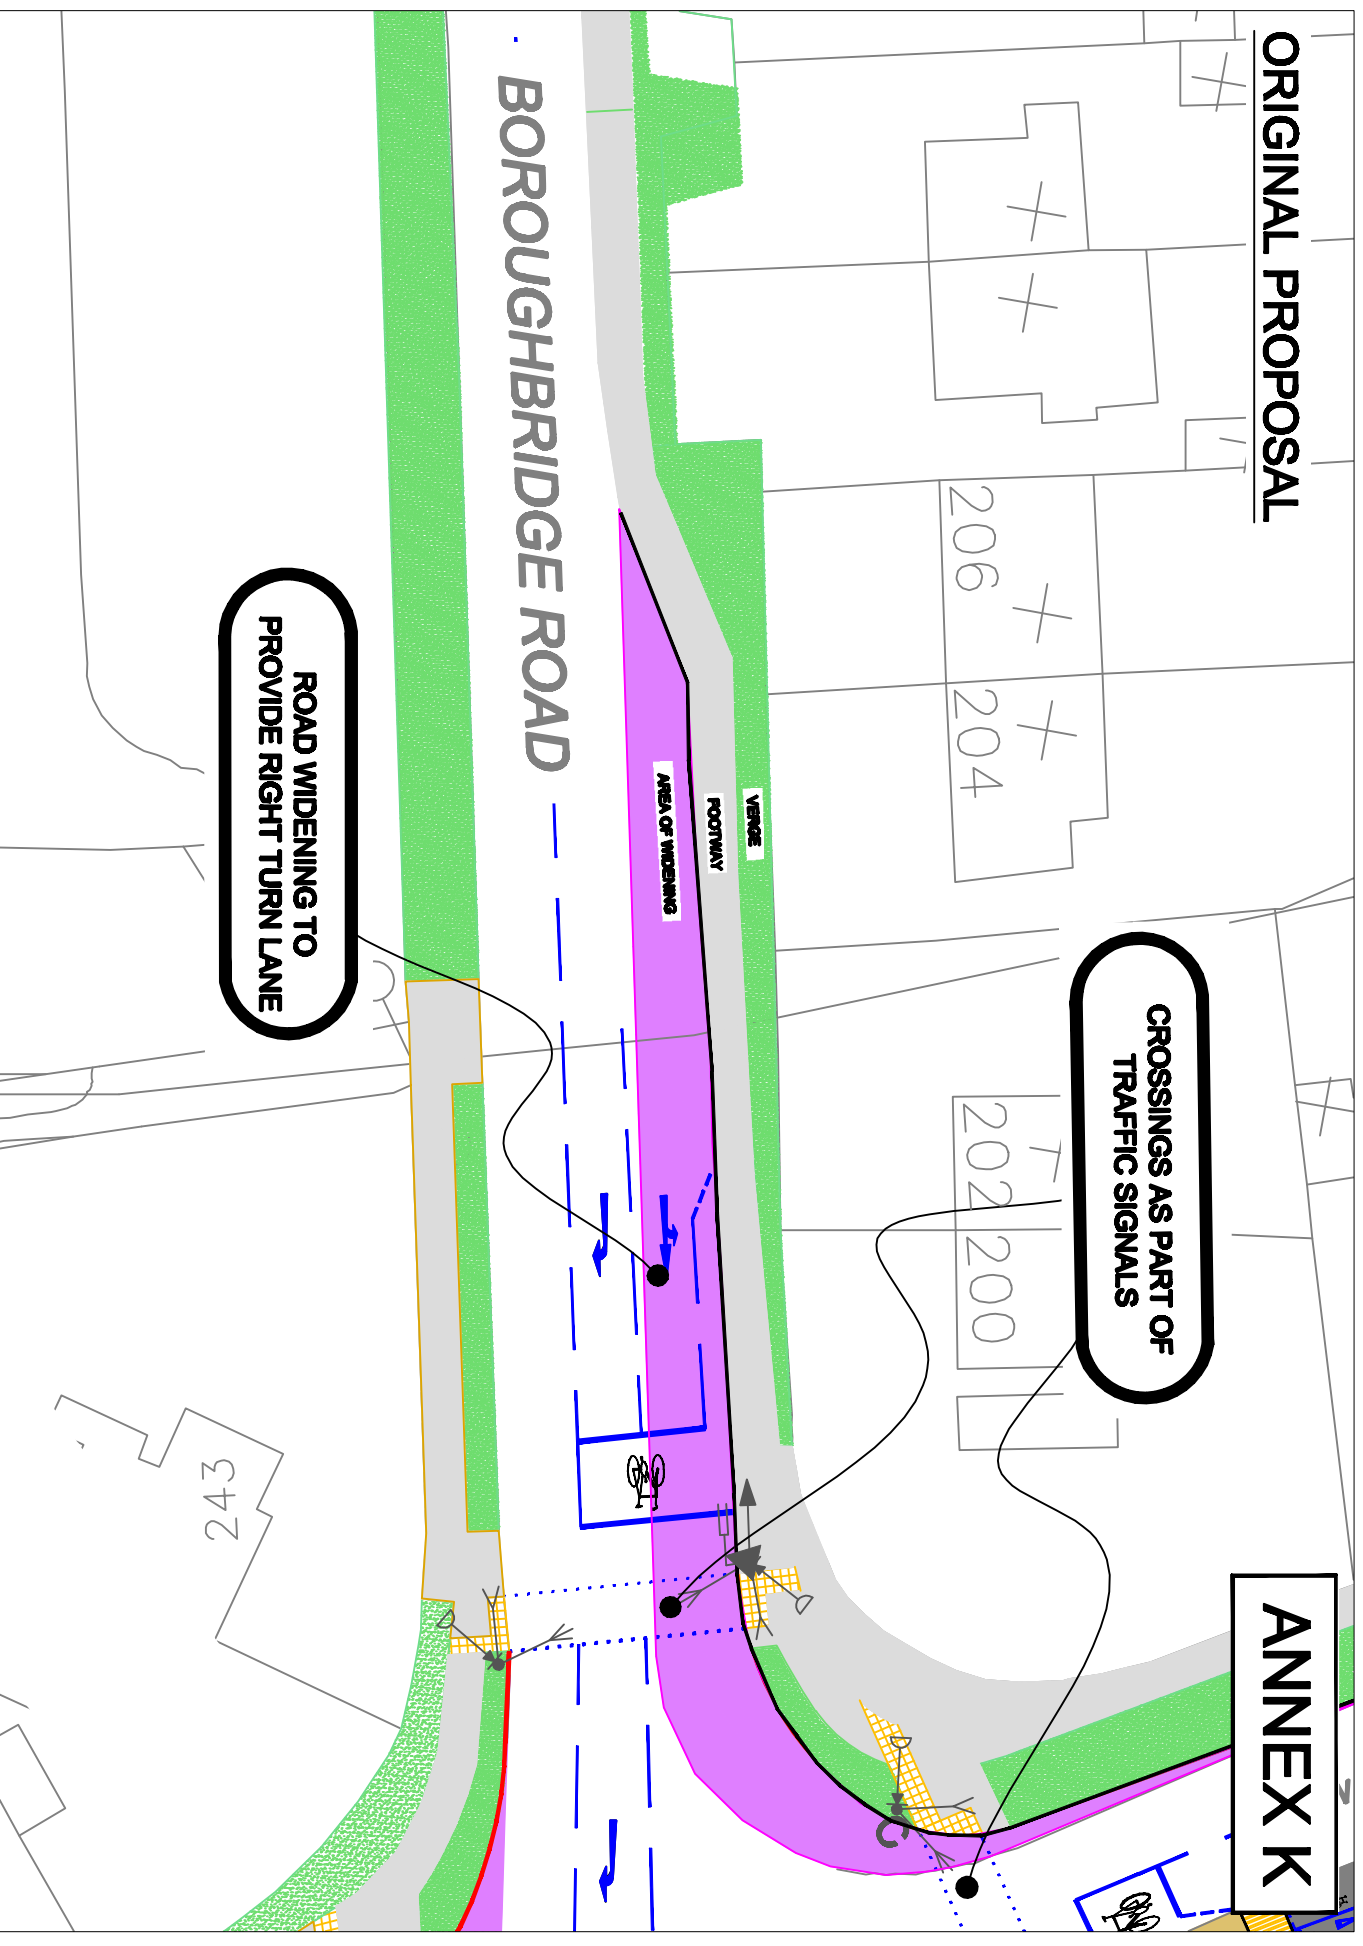 ORIGINAL PROPOSAL
ANNEX K
206
204
202
200
CROSSINGS AS PART OF
TRAFFIC SIGNALS
VERGE
FOOTWAY
AREA OF WIDENING
BOROUGHBRIDGE ROAD
ROAD WIDENING TO
PROVIDE RIGHT TURN LANE
243